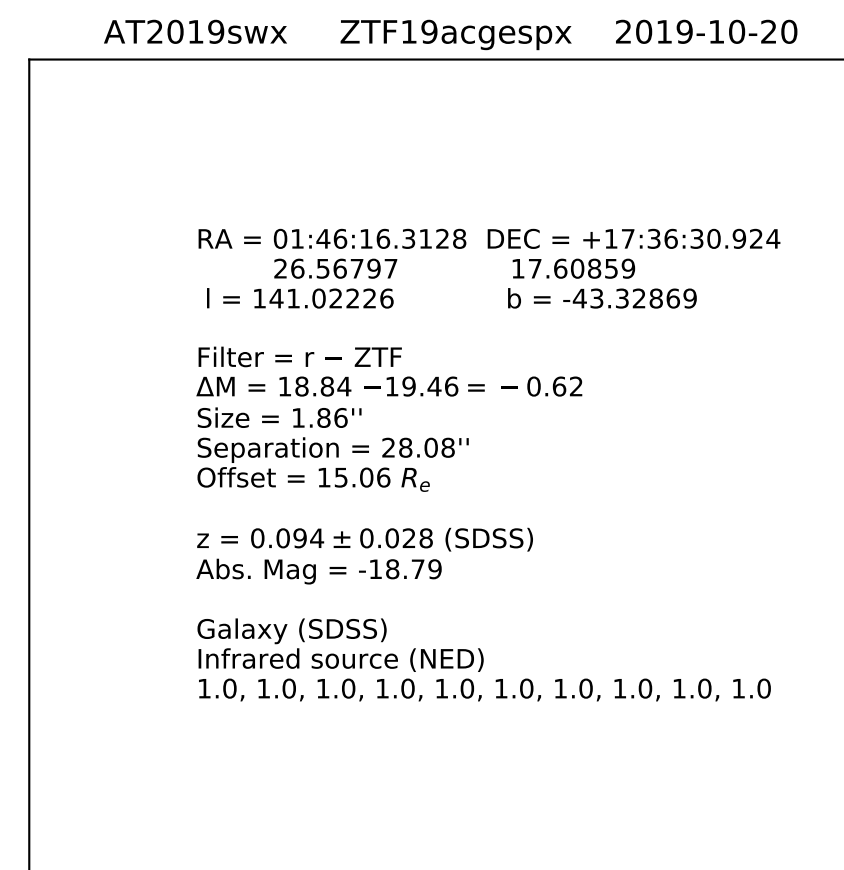 AT2019swx ZTF19acgespx 2019-10-20
RA = 01:46:16.3128 DEC = +17:36:30.924
26.56797 17.60859
l = 141.02226 b = -43.32869
Filter = r − ZTF
ΔM = 18.84 −19.46 = − 0.62
Size = 1.86''
Separation = 28.08''
Offset = 15.06 Re
z = 0.094 ± 0.028 (SDSS)
Abs. Mag = -18.79
Galaxy (SDSS)
Infrared source (NED)
1.0, 1.0, 1.0, 1.0, 1.0, 1.0, 1.0, 1.0, 1.0, 1.0